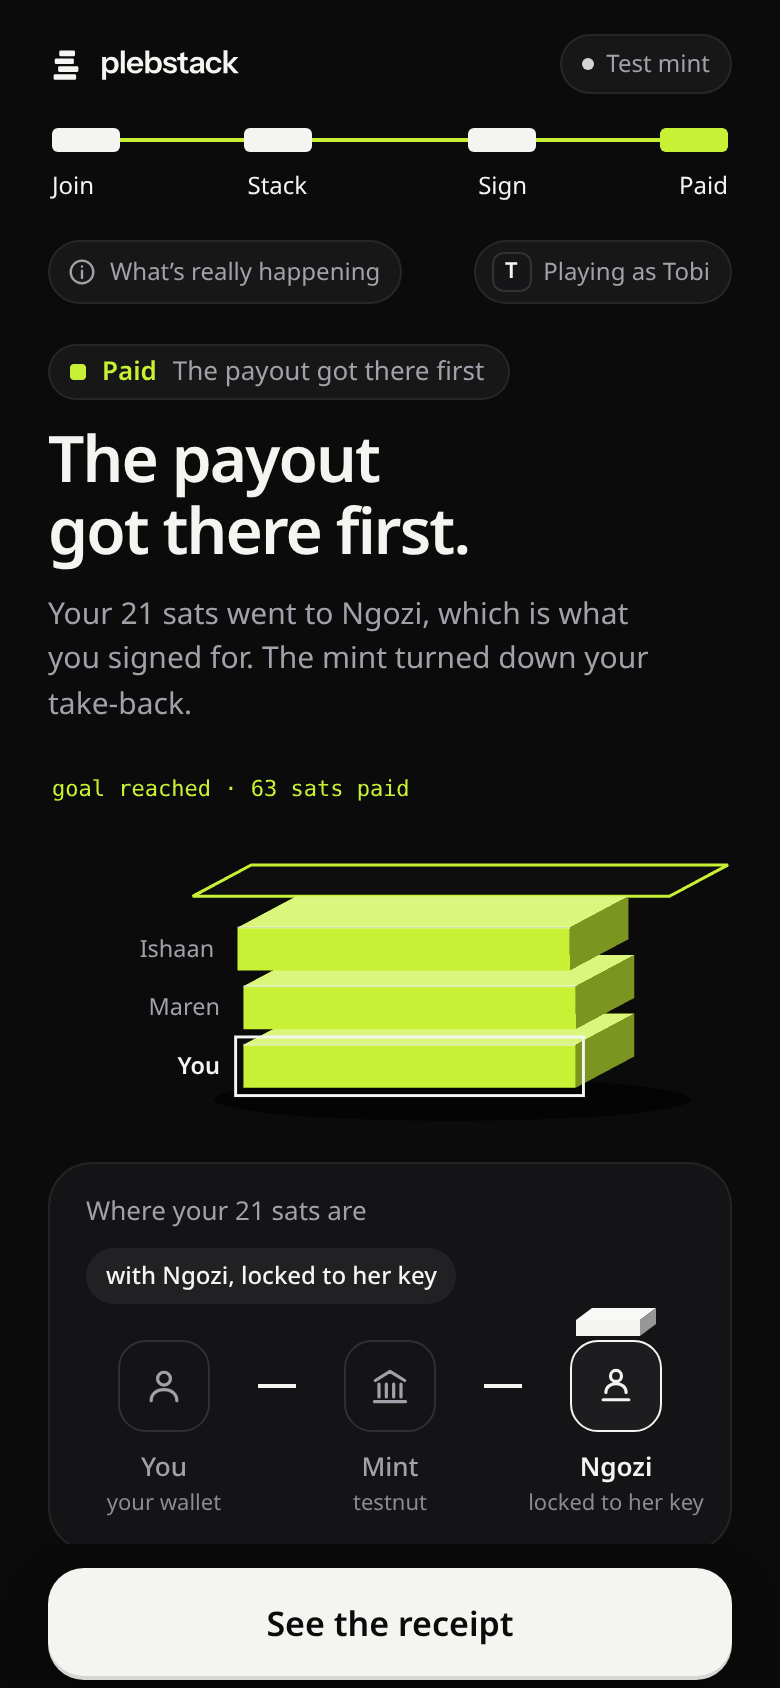 plebstack
Test mint
Join
Stack
Sign
Paid
What’s really happening
T
Playing as Tobi
Paid The payout got there first
The payout
got there first.
Your 21 sats went to Ngozi, which is what
you signed for. The mint turned down your
take-back.
goal reached · 63 sats paid
Ishaan
Maren
You
Where your 21 sats are
with Ngozi, locked to her key
You
Mint
Ngozi
your wallet
testnut
locked to her key
See the receipt